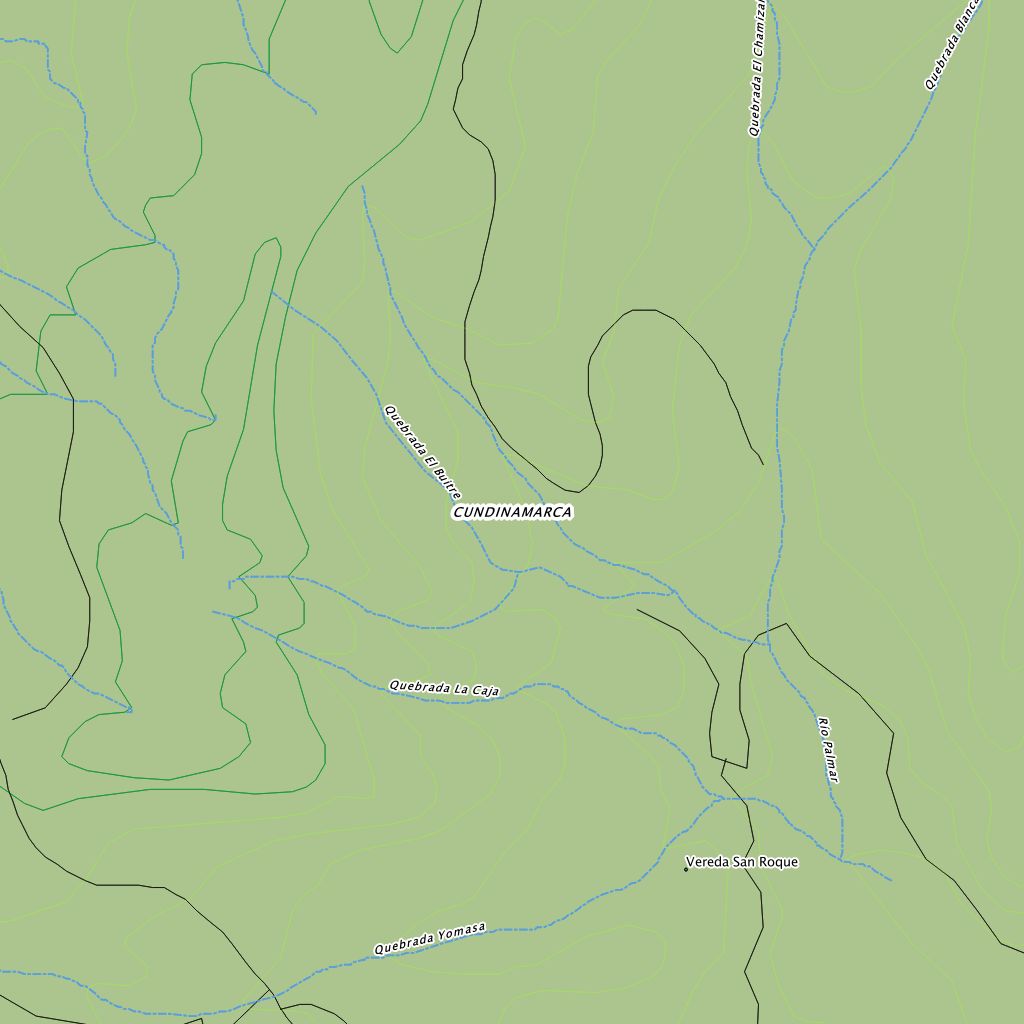 Quebrada El Chamizal
Quebrada Blanca
Quebrada El Buitre
CUNDINAMARCA
Quebrada La Caja
Río Palmar
Vereda San Roque
Quebrada Yomasa